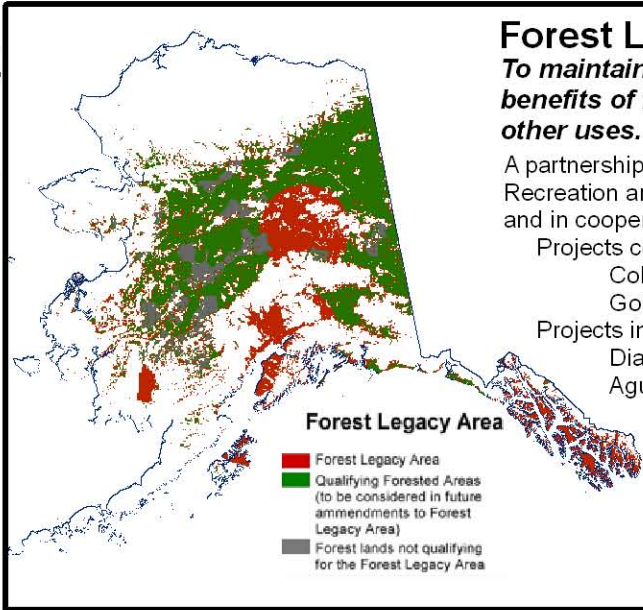 Forest L
To maintain
benefits of
other uses.
A partnership
Recreation an
and in cooper
Projects c
Col
Go
Projects in
Dia
Agu
Forest Legacy Area
Forest Legacy Area
Qualifying Forested Areas
(to be considered in future
ammendments to Forest
Legacy Area)
Forest lands not qualifying
for the Forest Legacy Area